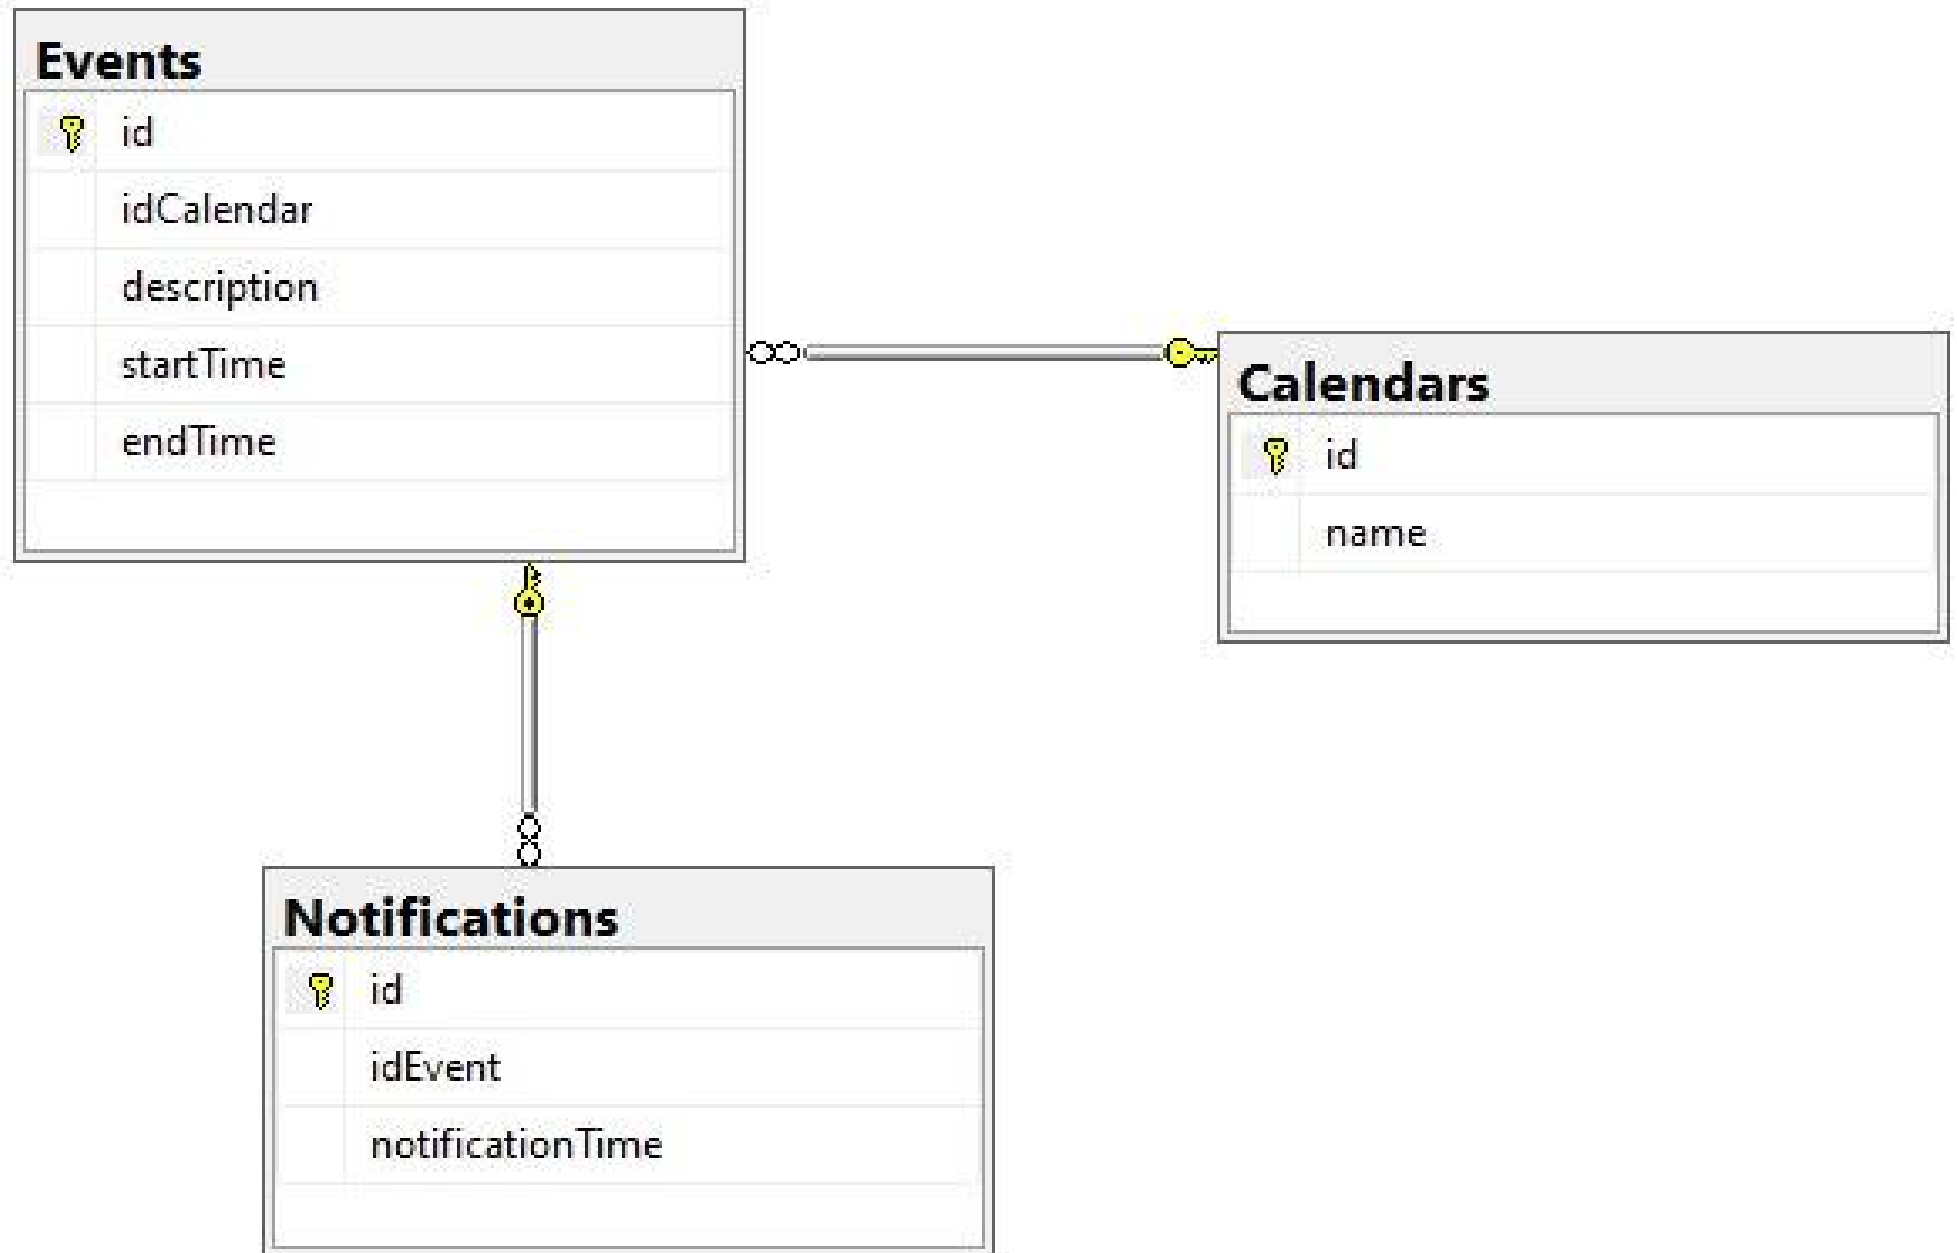 Events
id
idCalendar
description
startTime
endTime
Calendars
id
name
Notifications
id
idEvent
notificationTime